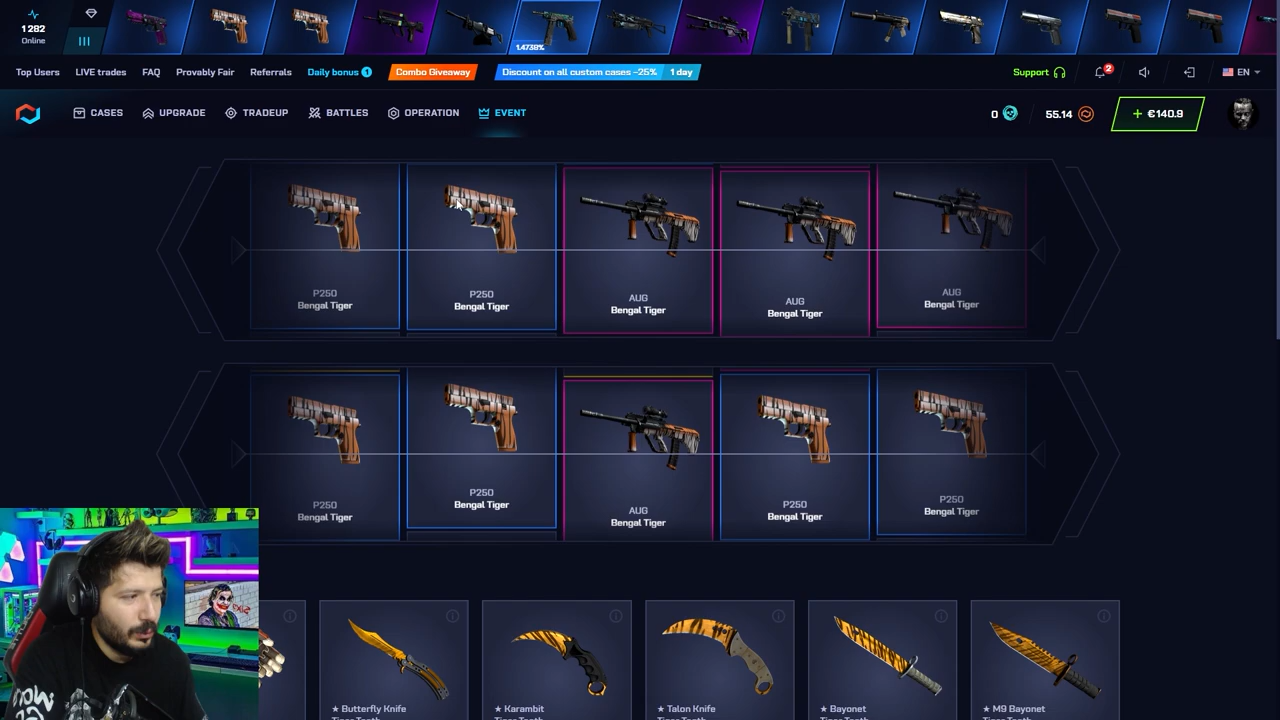 1 282
Online
1.4738%
Top Users
LIVE trades
FAQ
Provably Fair
Referrals
Daily bonus 1
Combo Giveaway
Discount on all custom cases -25% 1 day
Support
2
EN
CASES
UPGRADE
TRADEUP
BATTLES
OPERATION
EVENT
0
55.14
+ €140.9
P250
Bengal Tiger
P250
Bengal Tiger
AUG
Bengal Tiger
AUG
Bengal Tiger
AUG
Bengal Tiger
P250
Bengal Tiger
P250
Bengal Tiger
AUG
Bengal Tiger
P250
Bengal Tiger
P250
Bengal Tiger
★ Butterfly Knife
★ Karambit
★ Talon Knife
★ Bayonet
★ M9 Bayonet